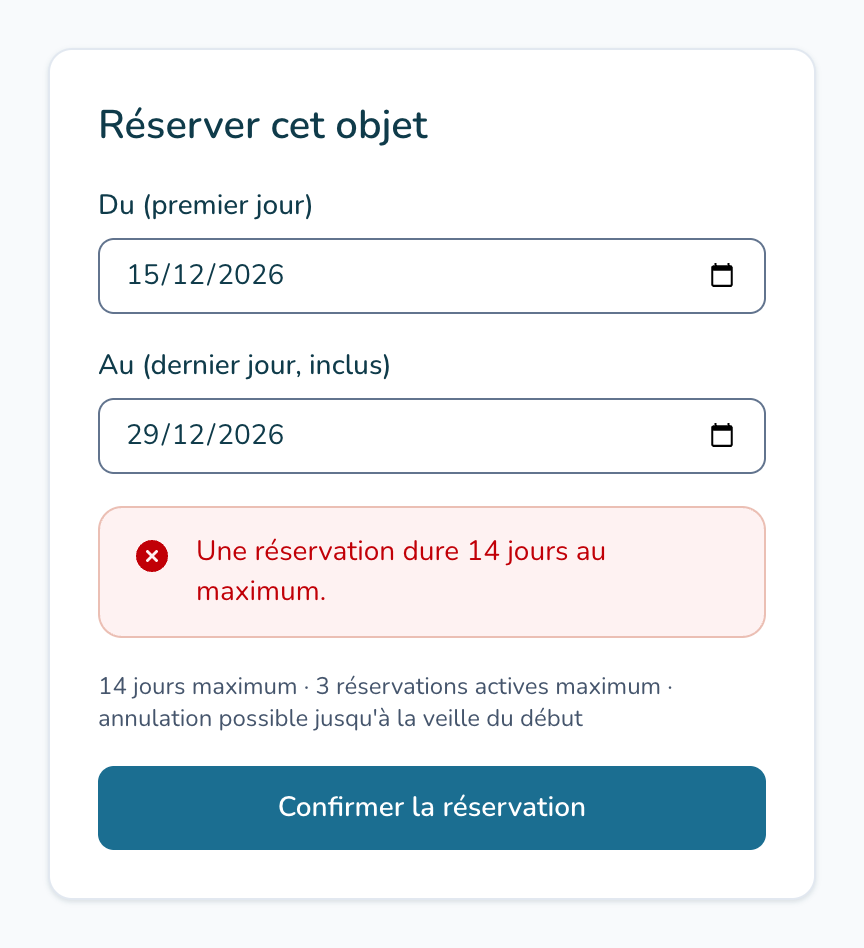 Réserver cet objet
Du (premier jour)
15/12/2026
Au (dernier jour, inclus)
29/12/2026
Une réservation dure 14 jours au
maximum.
14 jours maximum · 3 réservations actives maximum ·
annulation possible jusqu'à la veille du début
Confirmer la réservation